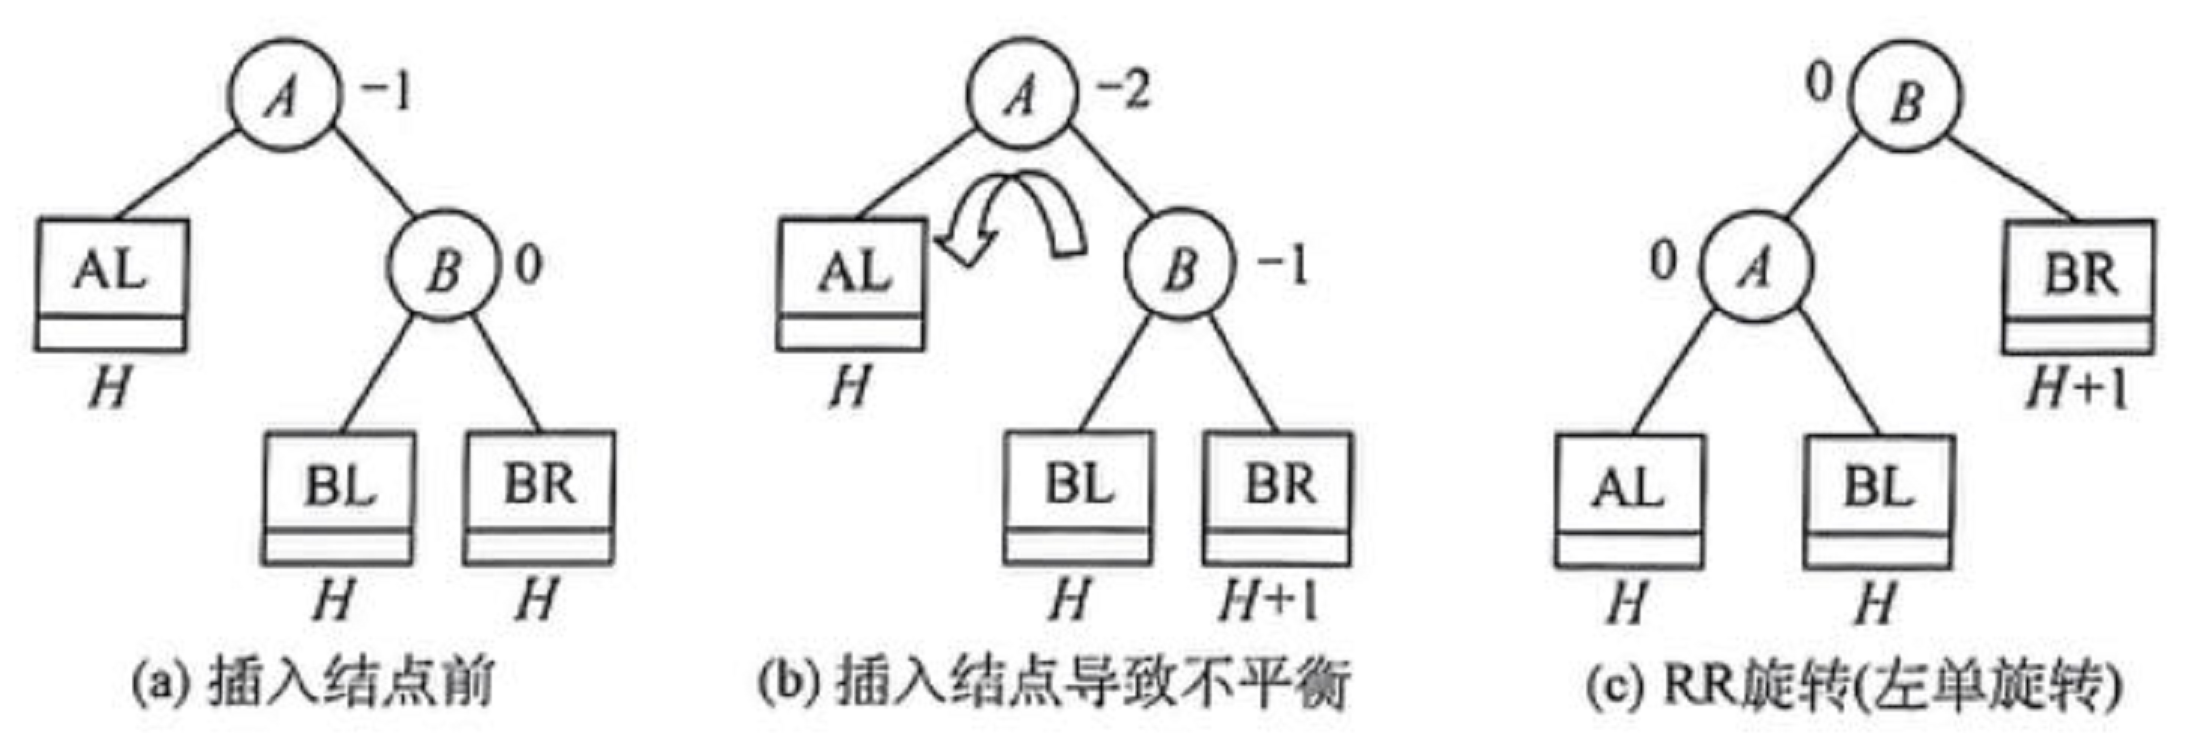 A -1
AL
H
B 0
BL
H
BR
H
(a) 插入结点前
A -2
AL
H
B -1
BL
H
BR
H+1
(b) 插入结点导致不平衡
0 B
0 A
BR
H+1
AL
H
BL
H
(c) RR旋转(左单旋转)